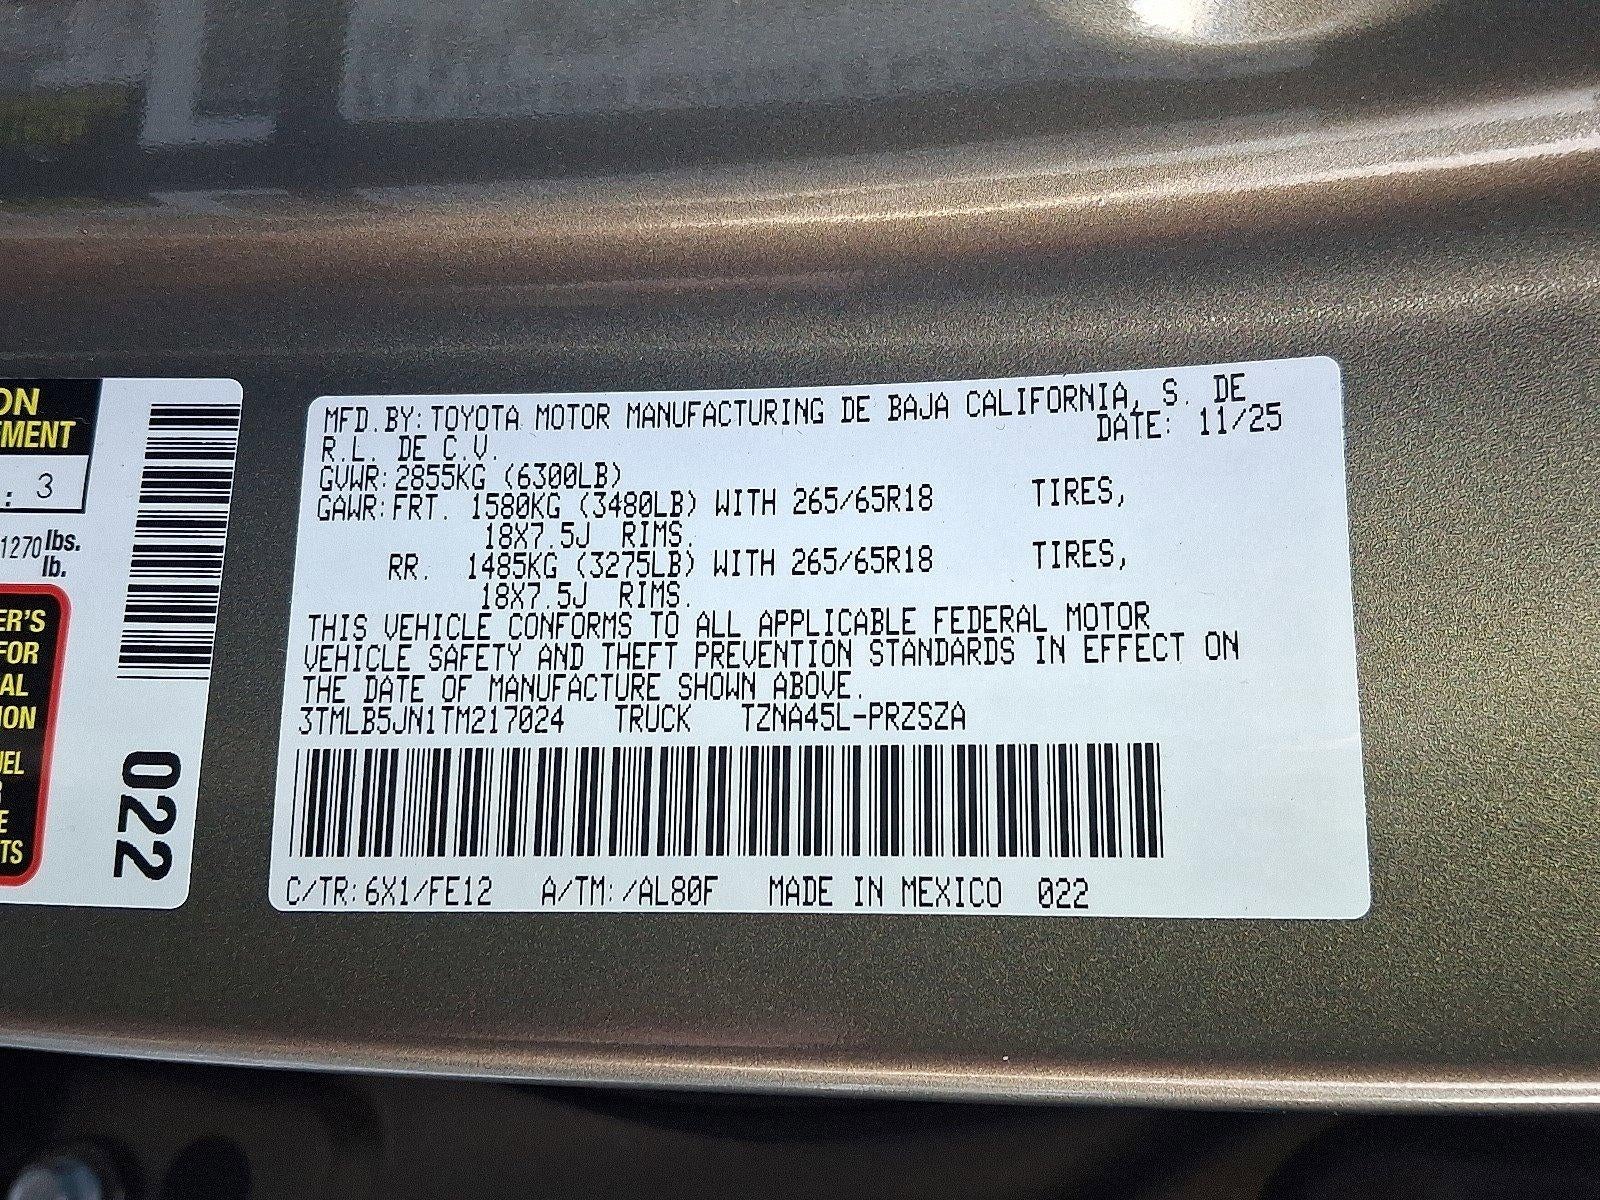 ON
TMENT
: 3
1270 lbs.
lb.
ER'S
FOR
AL
ION
UEL
R
E
TS
022
MFD.BY: TOYOTA MOTOR MANUFACTURING DE BAJA CALIFORNIA, S. DE
R.L. DE C.V. DATE: 11/25
GVWR: 2855KG (6300LB)
GAWR: FRT. 1580KG (3480LB) WITH 265/65R18 TIRES,
18X7.5J RIMS.
RR. 1485KG (3275LB) WITH 265/65R18 TIRES,
18X7.5J RIMS.
THIS VEHICLE CONFORMS TO ALL APPLICABLE FEDERAL MOTOR
VEHICLE SAFETY AND THEFT PREVENTION STANDARDS IN EFFECT ON
THE DATE OF MANUFACTURE SHOWN ABOVE.
3TMLB5JN1TM217024 TRUCK TZNA45L-PRZSZA
C/TR: 6X1/FE12 A/TM: /AL80F MADE IN MEXICO 022